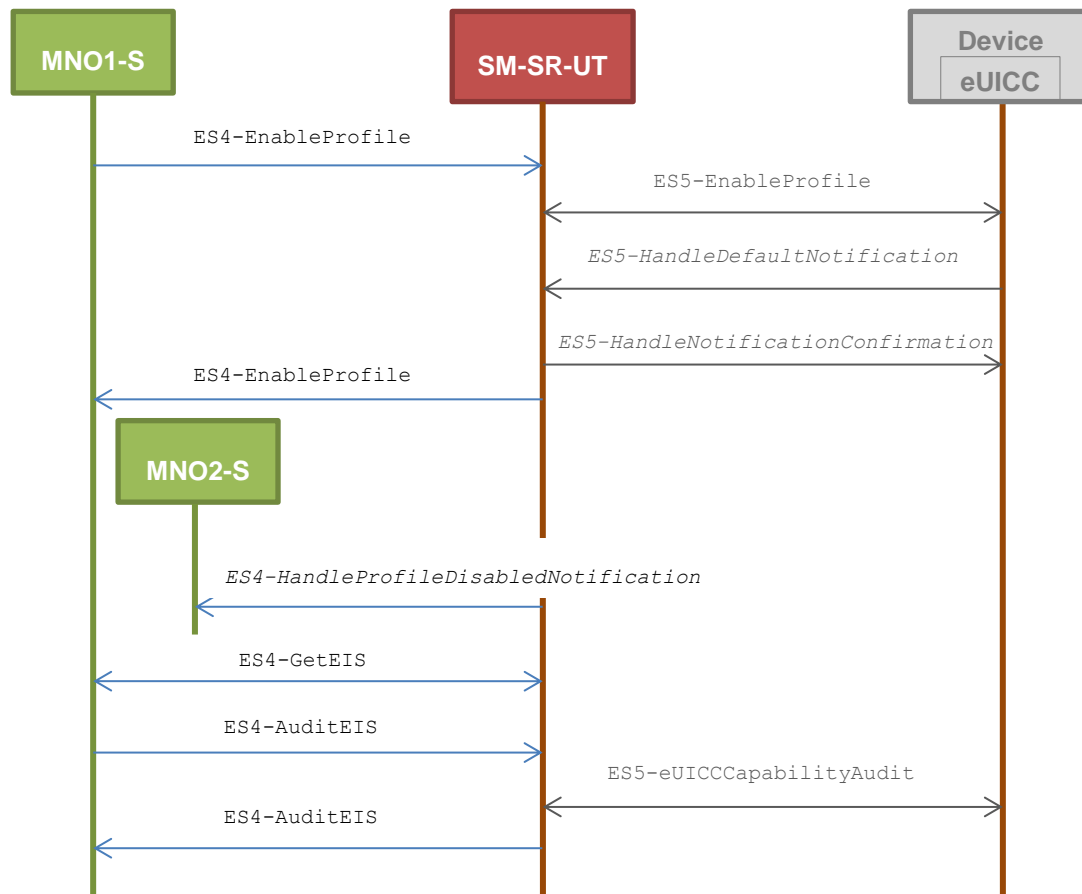 MNO1-S
SM-SR-UT
Device
eUICC
ES4-EnableProfile
ES5-EnableProfile
ES5-HandleDefaultNotification
ES5-HandleNotificationConfirmation
ES4-EnableProfile
MNO2-S
ES4-HandleProfileDisabledNotification
ES4-GetEIS
ES4-AuditEIS
ES5-eUICCCapabilityAudit
ES4-AuditEIS